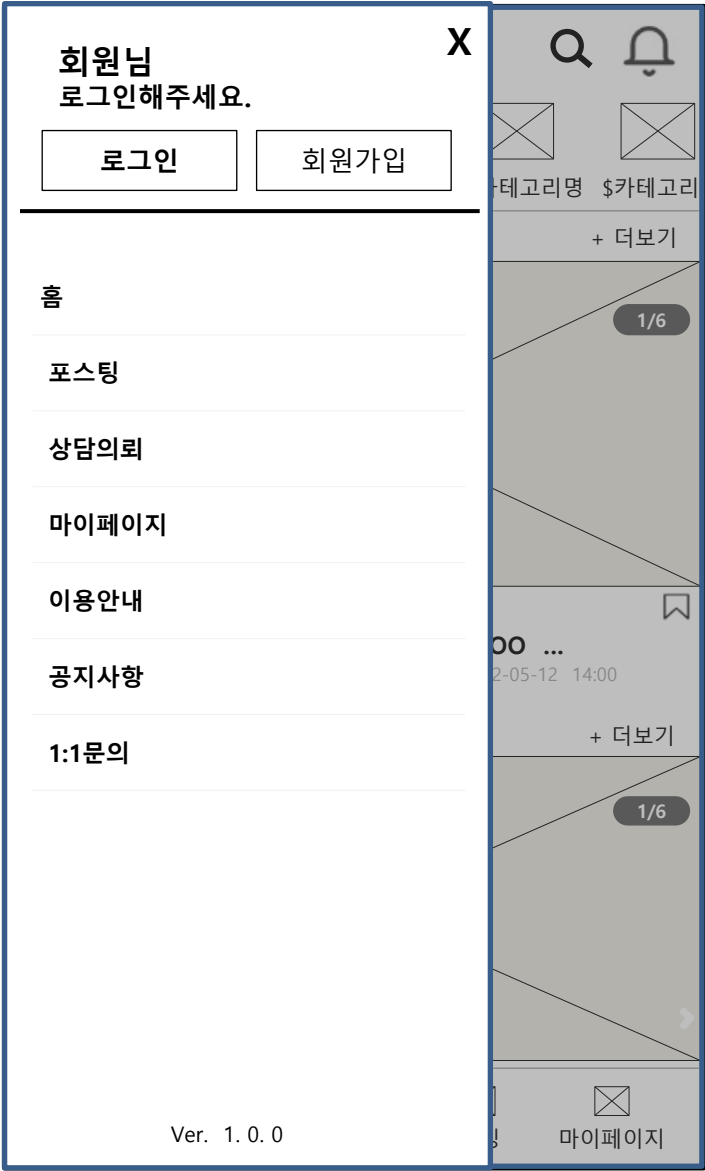 회원님
X
로그인해주세요.
로그인
회원가입
홈
포스팅
상담의뢰
마이페이지
이용안내
공지사항
1:1문의
Ver. 1. 0. 0
테고리명
$카테고리
+ 더보기
1/6
...
2-05-12 14:00
+ 더보기
1/6
마이페이지